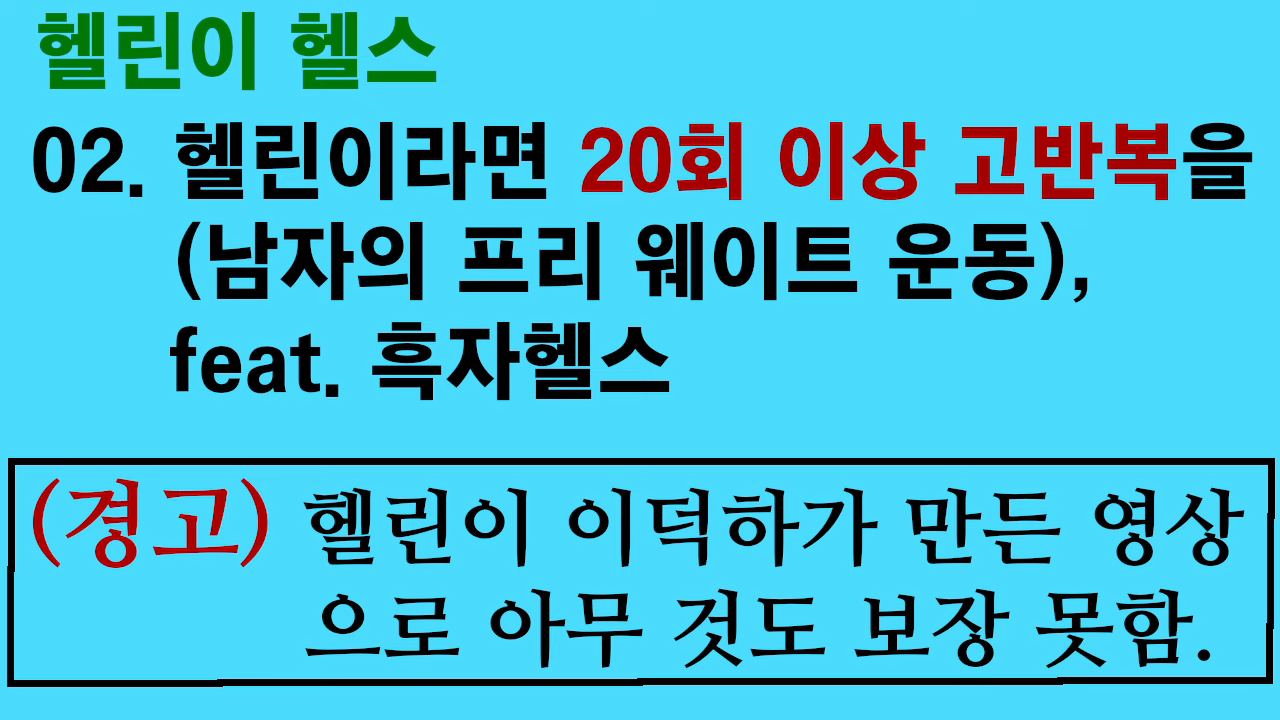 헬린이 헬스
02. 헬린이라면 20회 이상 고반복을
(남자의 프리 웨이트 운동),
feat. 흑자헬스
(경고) 헬린이 이덕하가 만든 영상
으로 아무 것도 보장 못함.